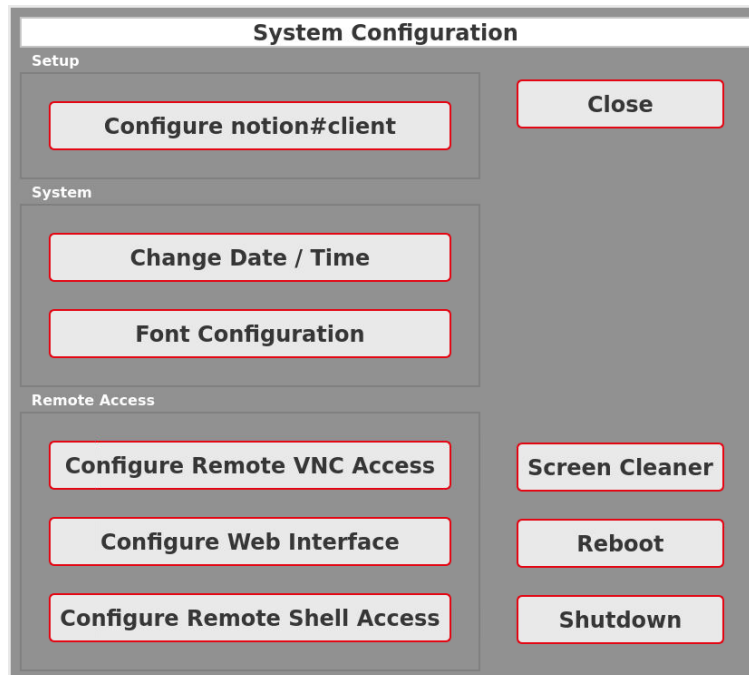 System Configuration
Setup
Configure notion#client
Close
System
Change Date / Time
Font Configuration
Remote Access
Configure Remote VNC Access
Screen Cleaner
Configure Web Interface
Reboot
Configure Remote Shell Access
Shutdown